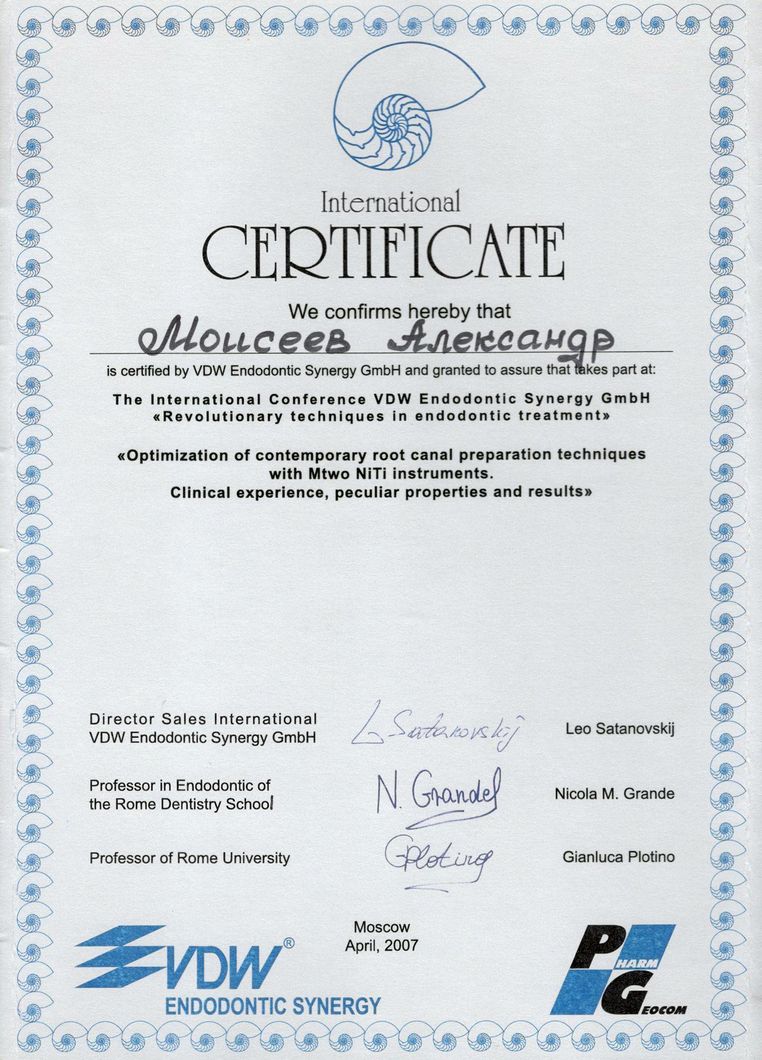 International
CERTIFICATE
We confirms hereby that
Моисеев Александр
is certified by VDW Endodontic Synergy GmbH and granted to assure that takes part at:
The International Conference VDW Endodontic Synergy GmbH
«Revolutionary techniques in endodontic treatment»
«Optimization of contemporary root canal preparation techniques
with Mtwo NiTi instruments.
Clinical experience, peculiar properties and results»
Director Sales International
VDW Endodontic Synergy GmbH
L Satanovskij
Leo Satanovskij
Professor in Endodontic of
the Rome Dentistry School
N. Grande
Nicola M. Grande
Professor of Rome University
GPlotino
Gianluca Plotino
Moscow
April, 2007
VDW®
ENDODONTIC SYNERGY
PHARM
GEOCOM